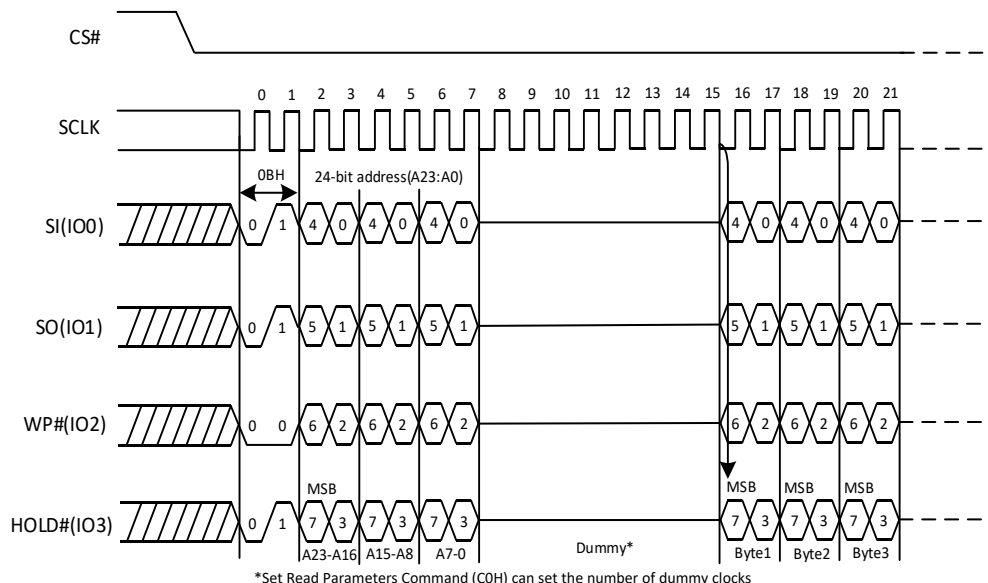 CS#
0 1 2 3 4 5 6 7 8 9 10 11 12 13 14 15 16 17 18 19 20 21
SCLK
0BH 24-bit address(A23:A0)
SI(IO0) 0 1 4 0 4 0 4 0 4 0 4 0 4 0
SO(IO1) 0 1 5 1 5 1 5 1 5 1 5 1 5 1
WP#(IO2) 0 0 6 2 6 2 6 2 6 2 6 2 6 2
MSB MSB MSB MSB
HOLD#(IO3) 0 1 7 3 7 3 7 3 7 3 7 3 7 3
A23-A16 A15-A8 A7-0 Dummy* Byte1 Byte2 Byte3
*Set Read Parameters Command (C0H) can set the number of dummy clocks